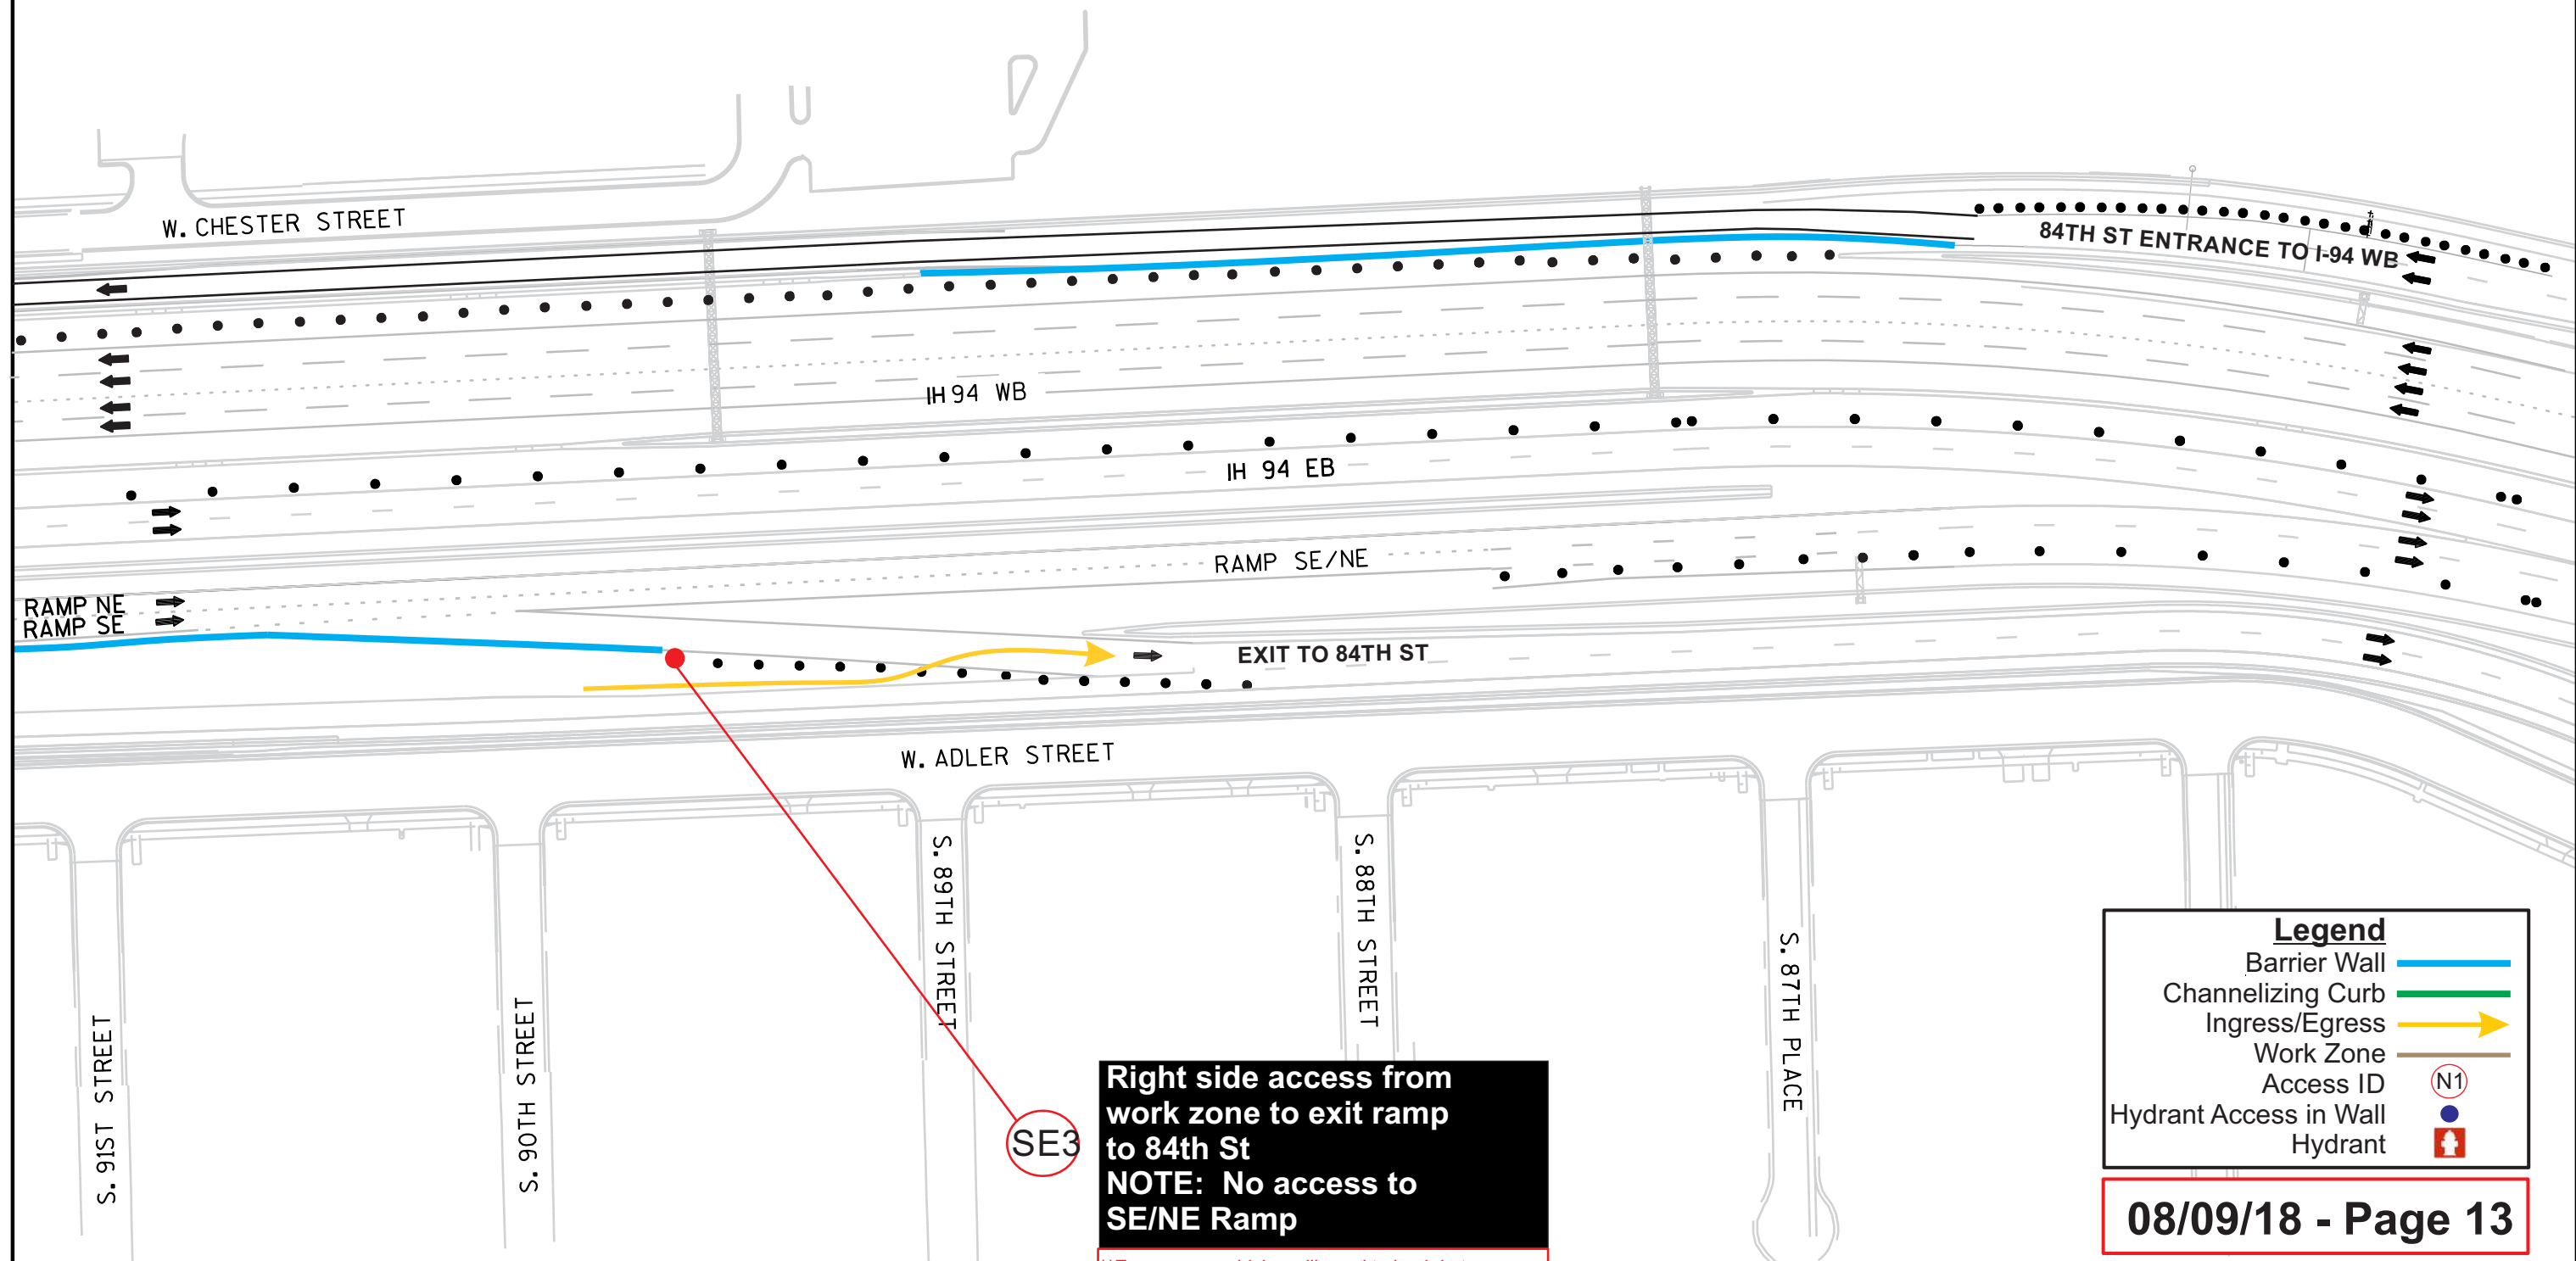 W. CHESTER STREET
84TH ST ENTRANCE TO I-94 WB
IH 94 WB
IH 94 EB
RAMP SE/NE
RAMP NE
RAMP SE
EXIT TO 84TH ST
W. ADLER STREET
S. 91ST STREET
S. 90TH STREET
S. 89TH STREET
S. 88TH STREET
S. 87TH PLACE
SE3
Right side access from
work zone to exit ramp
to 84th St
NOTE: No access to
SE/NE Ramp
Legend
Barrier Wall
Channelizing Curb
Ingress/Egress
Work Zone
Access ID N1
Hydrant Access in Wall
Hydrant
08/09/18 - Page 13